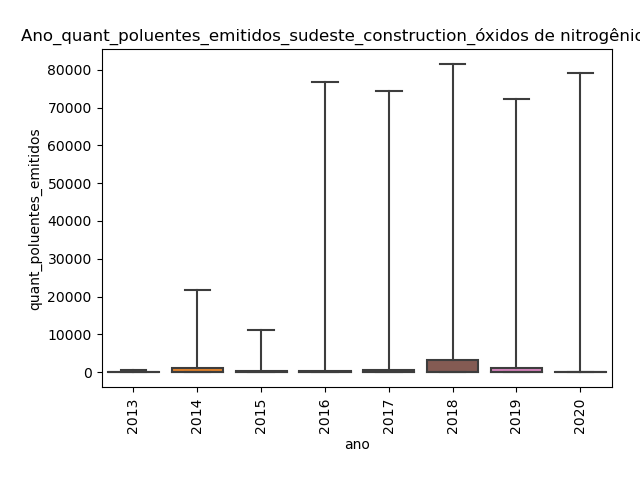 Ano_quant_poluentes_emitidos_sudeste_construction_óxidos de nitrogênio
quant_poluentes_emitidos
80000
70000
60000
50000
40000
30000
20000
10000
0
2013 2014 2015 2016 2017 2018 2019 2020
ano